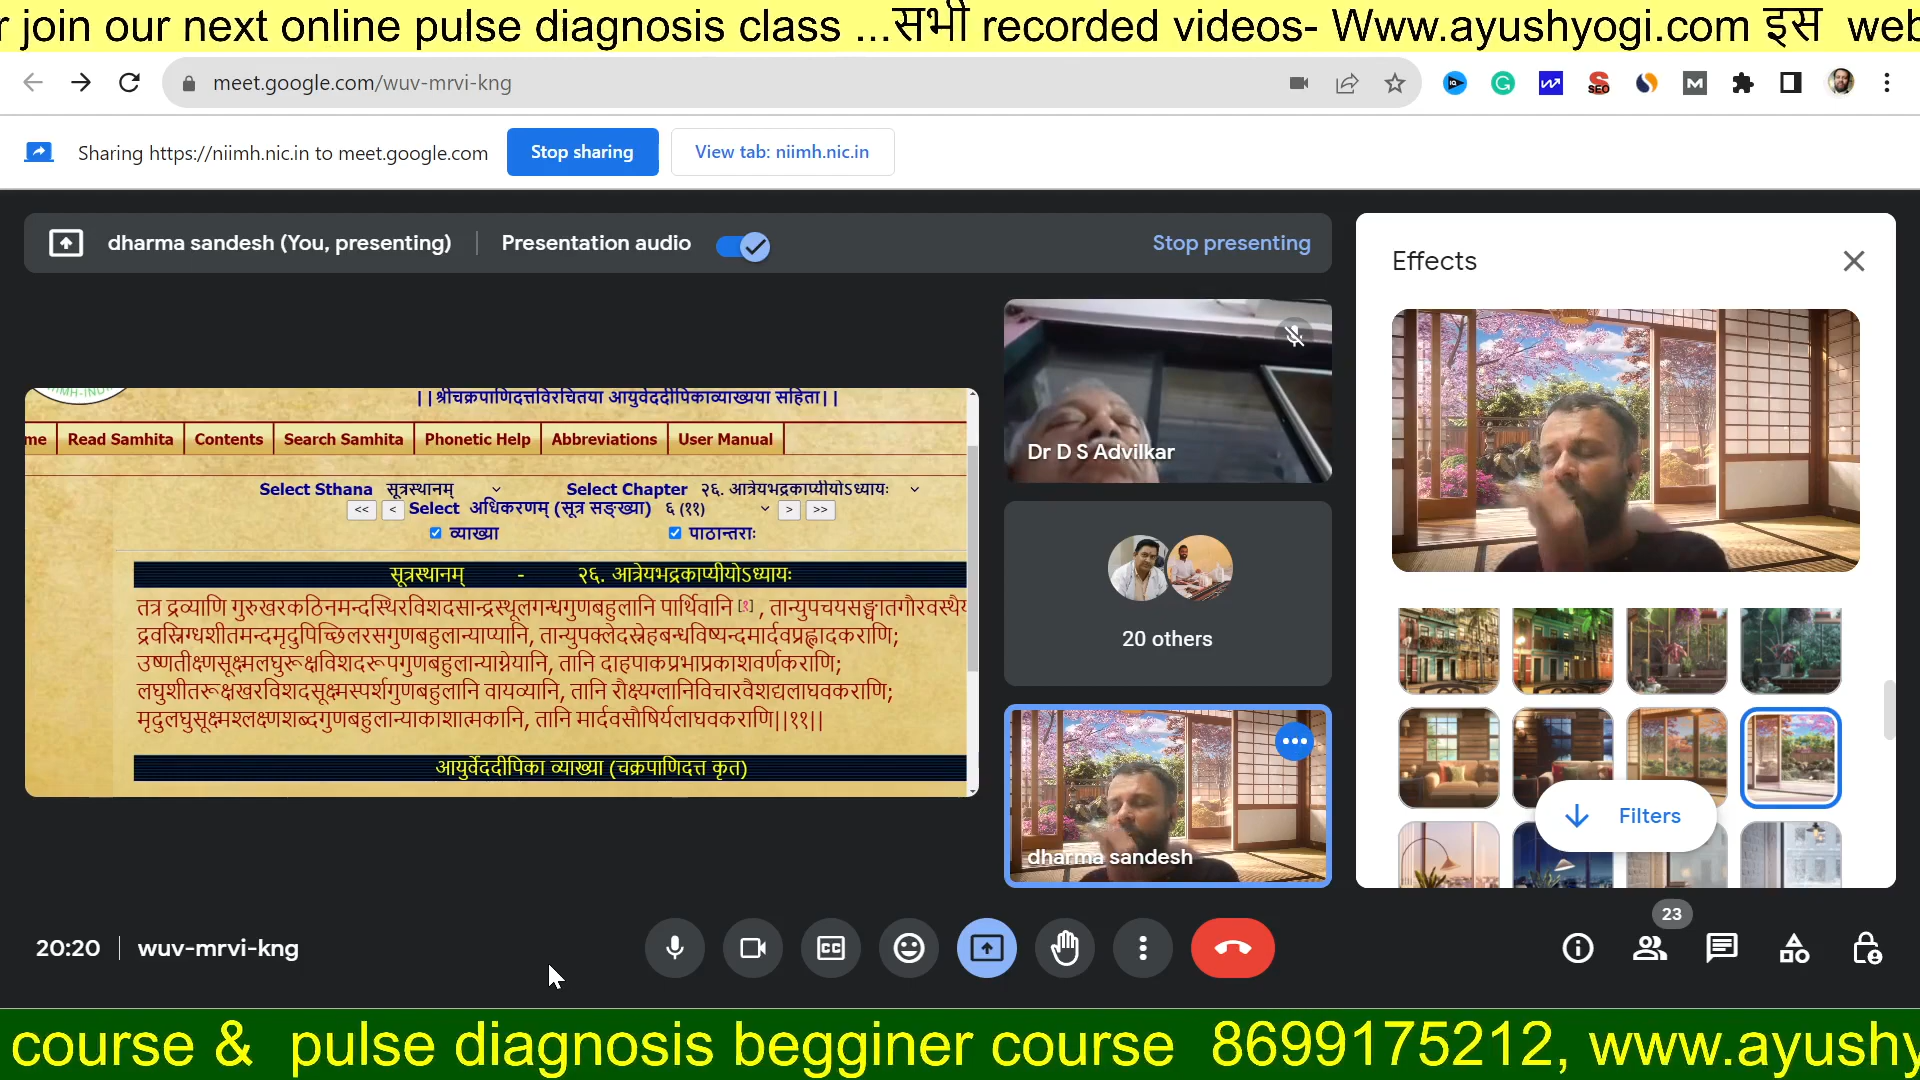 r join our next online pulse diagnosis class ...सभी recorded videos- Www.ayushyogi.com इस web
meet.google.com/wuv-mrvi-kng
Sharing https://niimh.nic.in to meet.google.com
Stop sharing
View tab: niimh.nic.in
dharma sandesh (You, presenting)
Presentation audio
Stop presenting
Effects
||श्रीचक्रपाणिदत्तविरचितया आयुर्वेददीपिकाव्याख्यया सहिता||
me Read Samhita Contents Search Samhita Phonetic Help Abbreviations User Manual
Select Sthana सूत्रस्थानम् Select Chapter २६. आत्रेयभद्रकाप्यीयोऽध्यायः
<< < Select अधिकरणम् (सूत्र सङ्ख्या) ६ (११) > >>
व्याख्या पाठान्तराः
सूत्रस्थानम् - २६. आत्रेयभद्रकाप्यीयोऽध्यायः
तत्र द्रव्याणि गुरुखरकठिनमन्दस्थिरविशदसान्द्रस्थूलगन्धगुणबहुलानि पार्थिवानि [१] , तान्युपचयसङ्घातगौरवस्थैर्य
द्रवस्निग्धशीतमन्दमृदुपिच्छिलरसगुणबहुलान्याप्यानि, तान्युपक्लेदस्नेहबन्धविष्यन्दमार्दवप्रह्लादकराणि;
उष्णतीक्ष्णसूक्ष्मलघुरूक्षविशदरूपगुणबहुलान्याग्नेयानि, तानि दाहपाकप्रभाप्रकाशवर्णकराणि;
लघुशीतरूक्षखरविशदसूक्ष्मस्पर्शगुणबहुलानि वायव्यानि, तानि रौक्ष्यग्लानिविचारवैशद्यलाघवकराणि;
मृदुलघुसूक्ष्मश्लक्ष्णशब्दगुणबहुलान्याकाशात्मकानि, तानि मार्दवसौषिर्यलाघवकराणि||११||
आयुर्वेददीपिका व्याख्या (चक्रपाणिदत्त कृत)
Dr D S Advilkar
20 others
dharma sandesh
Filters
20:20 wuv-mrvi-kng
CC
23
course & pulse diagnosis begginer course 8699175212, www.ayushy